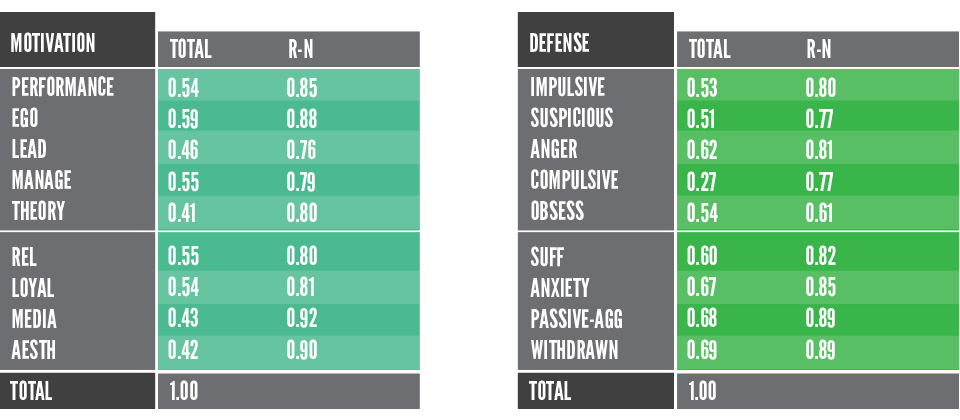 MOTIVATION TOTAL R-N
PERFORMANCE 0.54 0.85
EGO 0.59 0.88
LEAD 0.46 0.76
MANAGE 0.55 0.79
THEORY 0.41 0.80
REL 0.55 0.80
LOYAL 0.54 0.81
MEDIA 0.43 0.92
AESTH 0.42 0.90
TOTAL 1.00
DEFENSE TOTAL R-N
IMPULSIVE 0.53 0.80
SUSPICIOUS 0.51 0.77
ANGER 0.62 0.81
COMPULSIVE 0.27 0.77
OBSESS 0.54 0.61
SUFF 0.60 0.82
ANXIETY 0.67 0.85
PASSIVE-AGG 0.68 0.89
WITHDRAWN 0.69 0.89
TOTAL 1.00